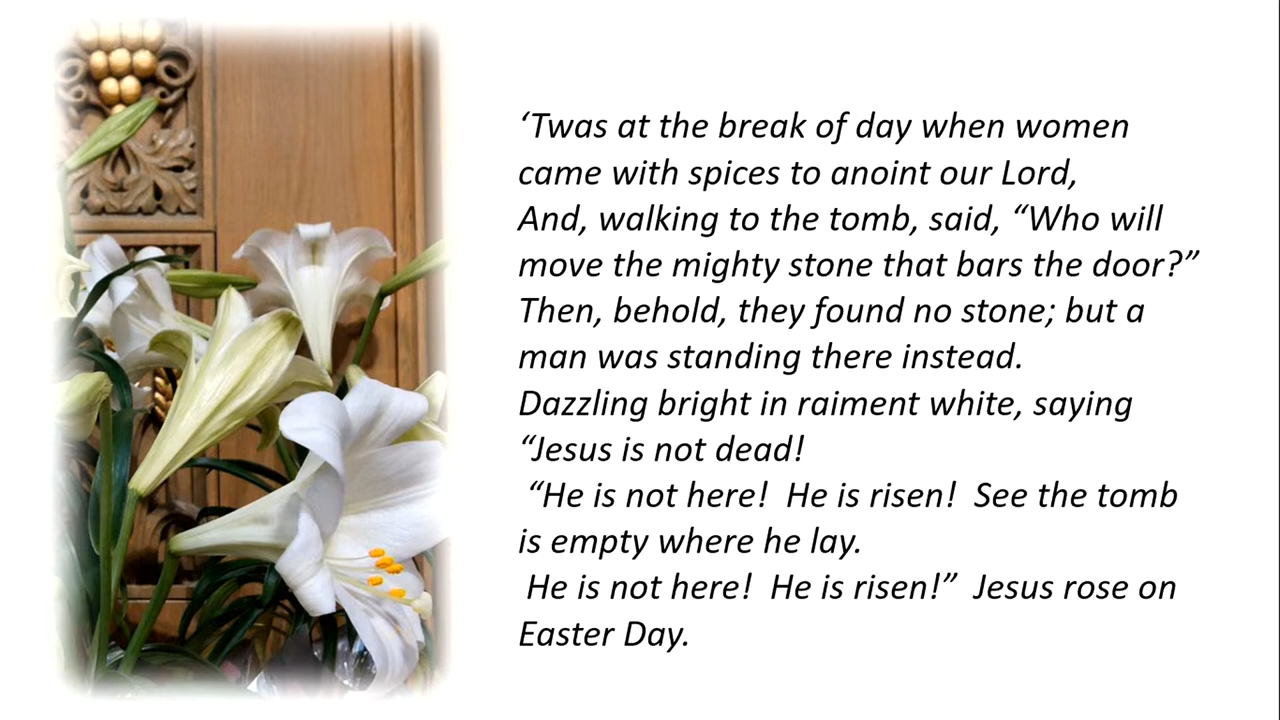 ‘Twas at the break of day when women
came with spices to anoint our Lord,
And, walking to the tomb, said, “Who will
move the mighty stone that bars the door?”
Then, behold, they found no stone; but a
man was standing there instead.
Dazzling bright in raiment white, saying
“Jesus is not dead!
“He is not here!  He is risen!  See the tomb
is empty where he lay.
He is not here!  He is risen!”  Jesus rose on
Easter Day.